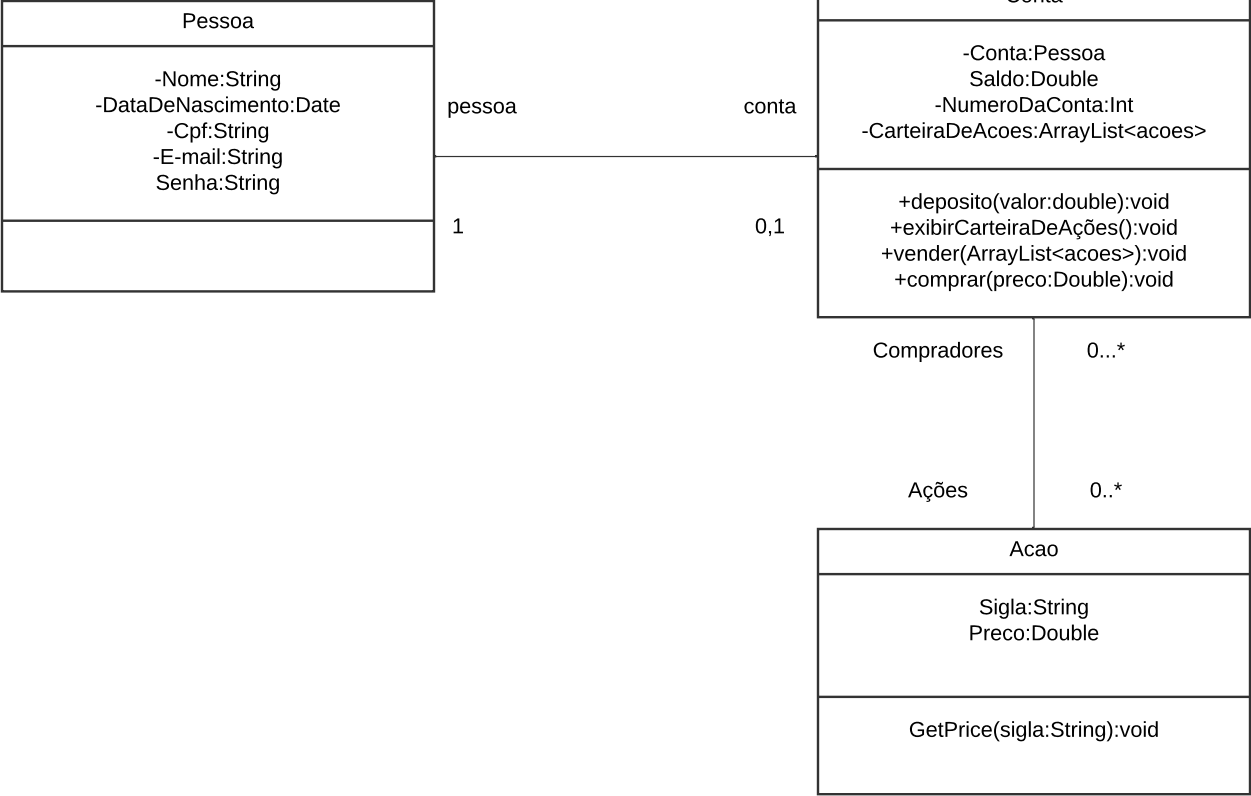 Pessoa
-Nome:String
-DataDeNascimento:Date
-Cpf:String
-E-mail:String
Senha:String
pessoa
conta
1
0,1
Conta
-Conta:Pessoa
Saldo:Double
-NumeroDaConta:Int
-CarteiraDeAcoes:ArrayList<acoes>
+deposito(valor:double):void
+exibirCarteiraDeAções():void
+vender(ArrayList<acoes>):void
+comprar(preco:Double):void
Compradores
0...*
Ações
0..*
Acao
Sigla:String
Preco:Double
GetPrice(sigla:String):void